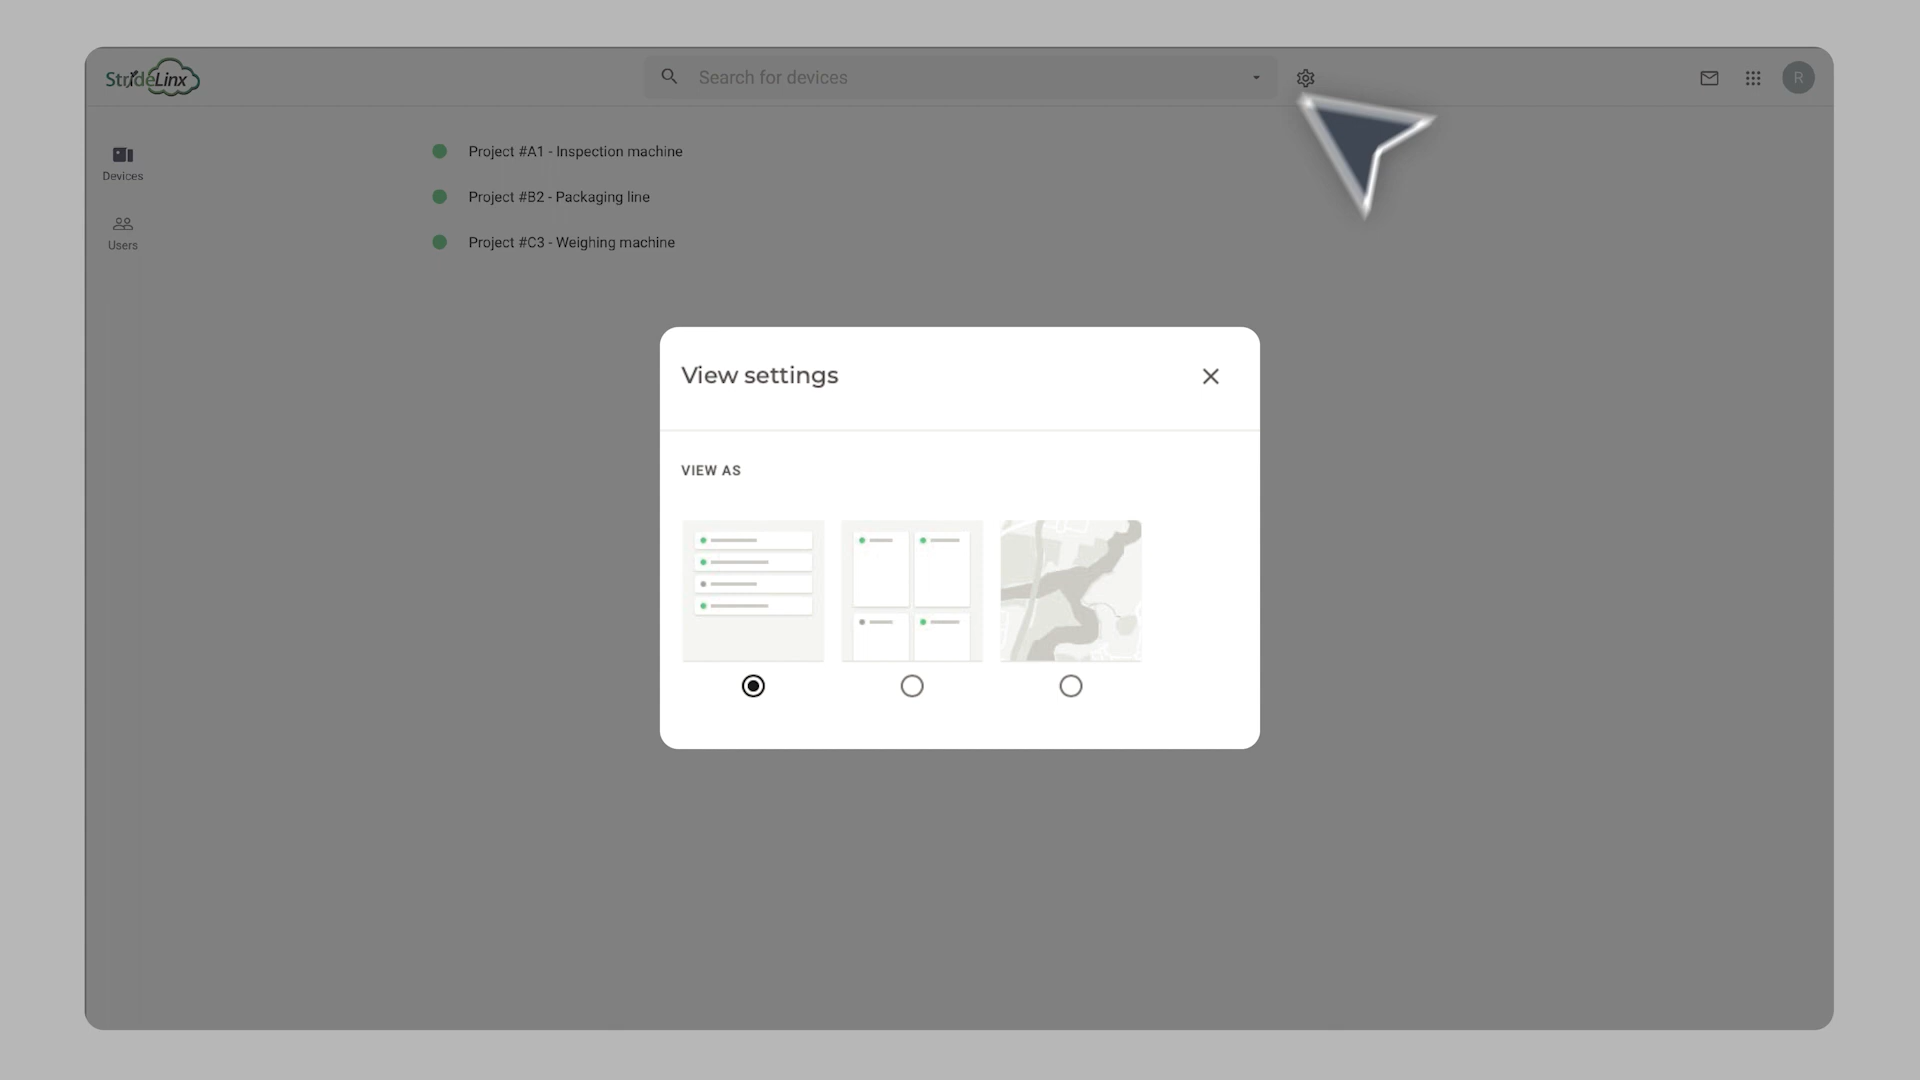 StrideLinx
Search for devices
R
Devices
Users
Project #A1 - Inspection machine
Project #B2 - Packaging line
Project #C3 - Weighing machine
View settings
VIEW AS